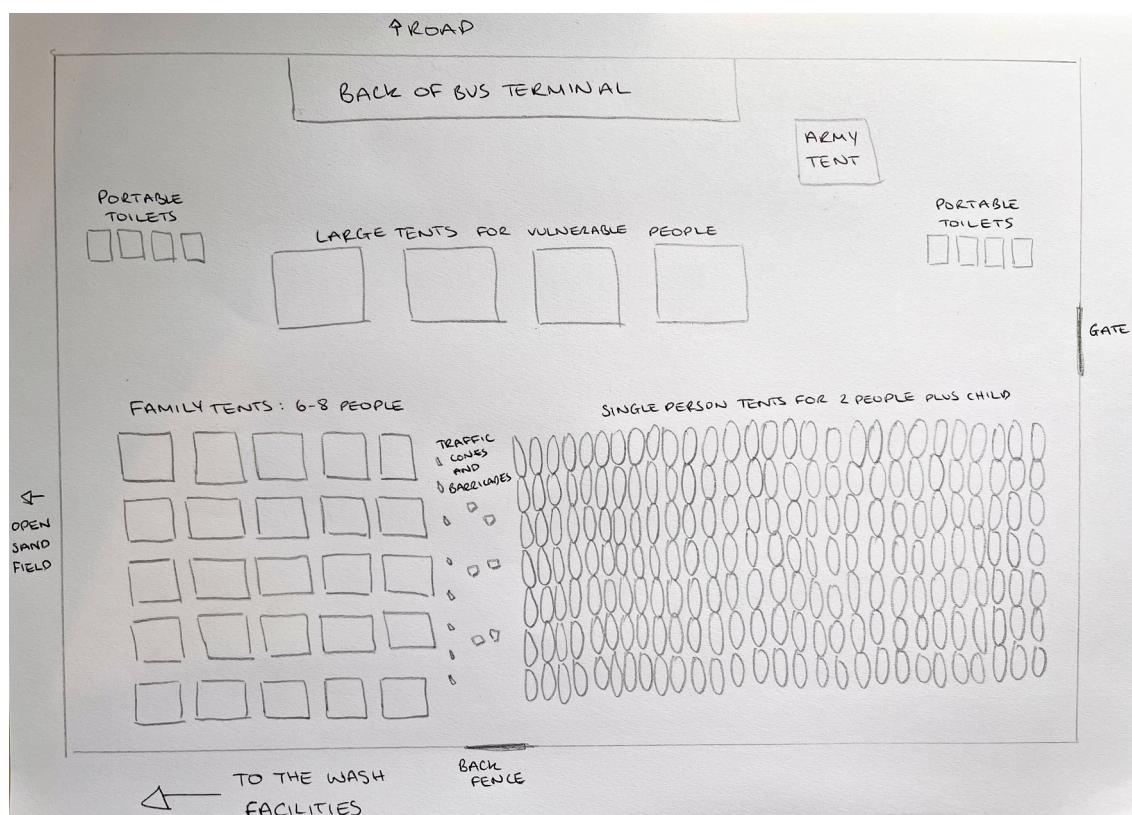 ↑ ROAD
BACK OF BUS TERMINAL
ARMY
TENT
PORTABLE
TOILETS
PORTABLE
TOILETS
LARGE TENTS FOR VULNERABLE PEOPLE
GATE
FAMILY TENTS: 6-8 PEOPLE
SINGLE PERSON TENTS FOR 2 PEOPLE PLUS CHILD
TRAFFIC
CONES
AND
BARRICADES
←
OPEN
SAND
FIELD
BACK
FENCE
← TO THE WASH
FACILITIES